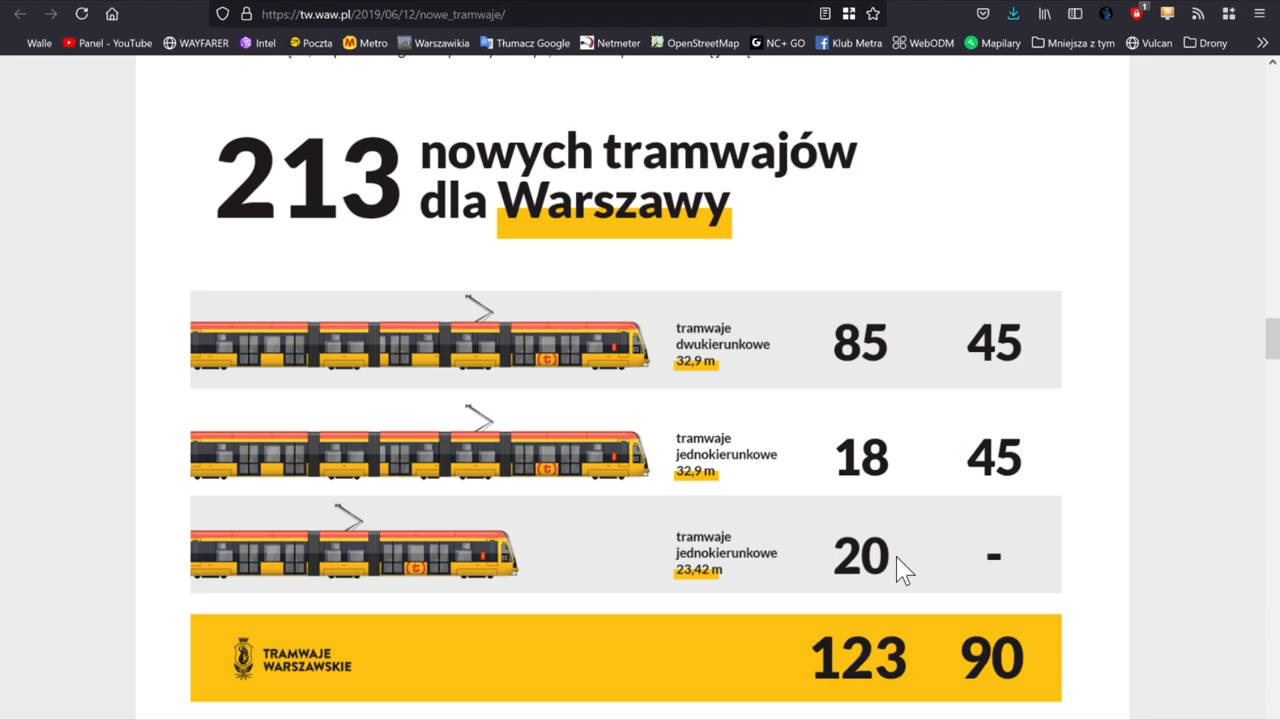 https://tw.waw.pl/2019/06/12/nowe_tramwaje/
1
Walle
Panel - YouTube
WAYFARER
Intel
Poczta
Metro
Warszawikia
Tłumacz Google
Netmeter
OpenStreetMap
NC+ GO
Klub Metra
WebODM
Mapilary
Mniejsza z tym
Vulcan
Drony
213 nowych tramwajów
dla Warszawy
tramwaje
dwukierunkowe
32,9 m
85 45
tramwaje
jednokierunkowe
32,9 m
18 45
tramwaje
jednokierunkowe
23,42 m
20 -
TRAMWAJE
WARSZAWSKIE
123 90